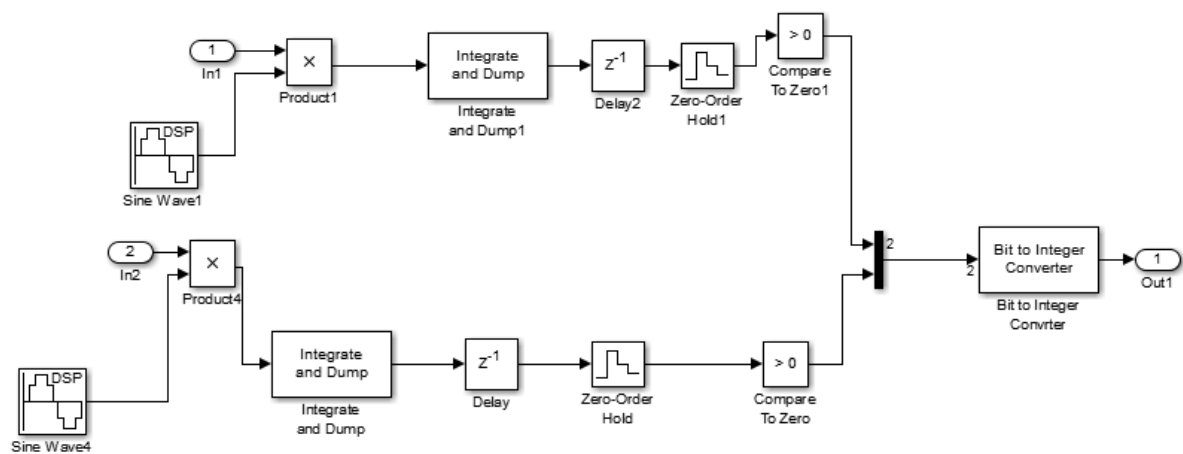 1
In1
×
Product1
DSP
Sine Wave1
Integrate
and Dump
Integrate
and Dump1
z-1
Delay2
Zero-Order
Hold1
> 0
Compare
To Zero1
2
In2
×
Product4
DSP
Sine Wave4
Integrate
and Dump
Integrate
and Dump
z-1
Delay
Zero-Order
Hold
> 0
Compare
To Zero
2
2
Bit to Integer
Converter
Bit to Integer
Convrter
1
Out1